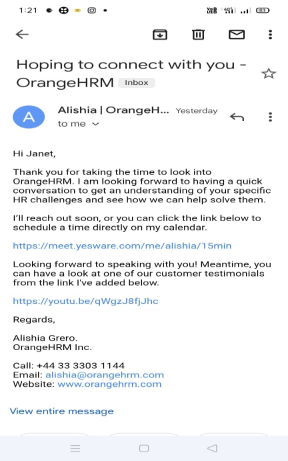 1:21
Hoping to connect with you -
OrangeHRM Inbox
A
Alishia | OrangeH... Yesterday
to me
Hi Janet,
Thank you for taking the time to look into
OrangeHRM. I am looking forward to having a quick
conversation to get an understanding of your specific
HR challenges and see how we can help solve them.
I'll reach out soon, or you can click the link below to
schedule a time directly on my calendar.
https://meet.yesware.com/me/alishia/15min
Looking forward to speaking with you! Meantime, you
can have a look at one of our customer testimonials
from the link I've added below.
https://youtu.be/qWgzJ8fjJhc
Regards,
Alishia Grero.
OrangeHRM Inc.
Call: +44 33 3303 1144
Email: alishia@orangehrm.com
Website: www.orangehrm.com
View entire message